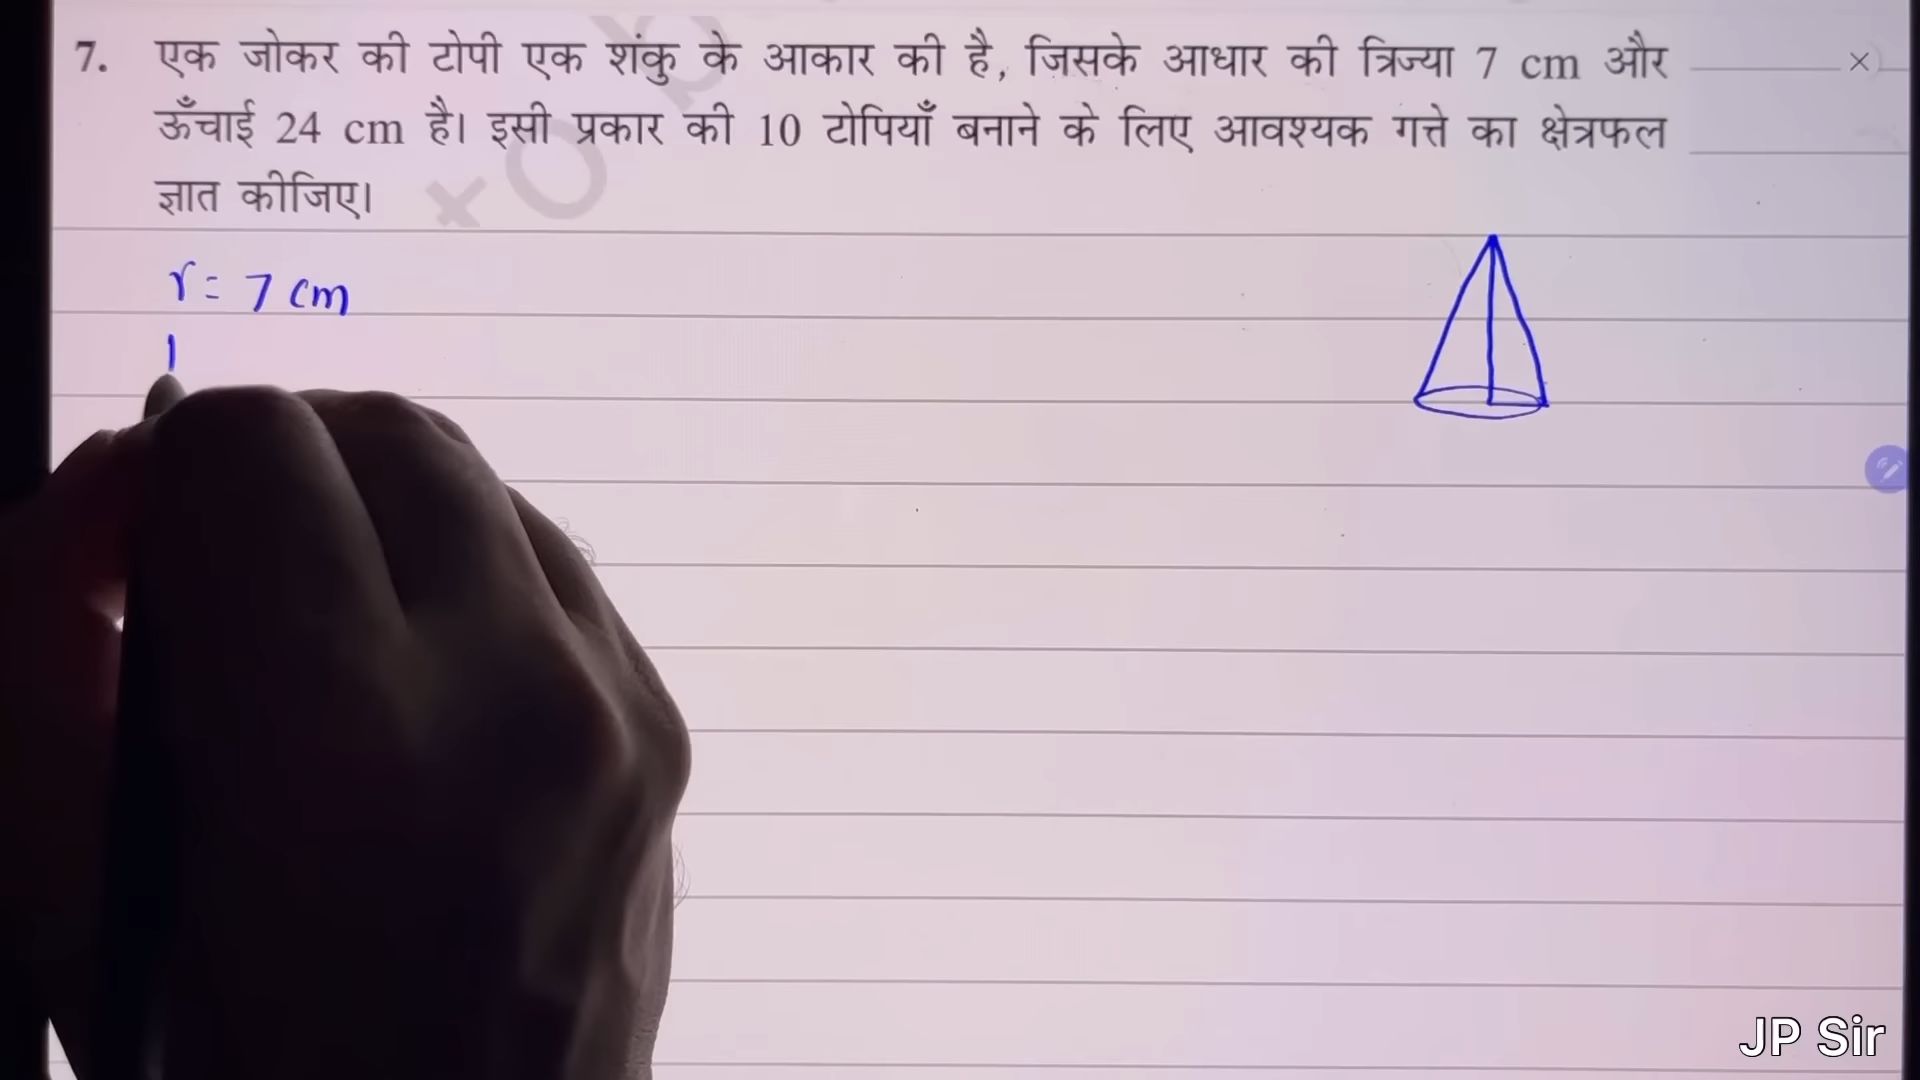 7. एक जोकर की टोपी एक शंकु के आकार की है, जिसके आधार की त्रिज्या 7 cm और
ऊँचाई 24 cm है। इसी प्रकार की 10 टोपियाँ बनाने के लिए आवश्यक गत्ते का क्षेत्रफल
ज्ञात कीजिए।
r = 7 cm
JP Sir